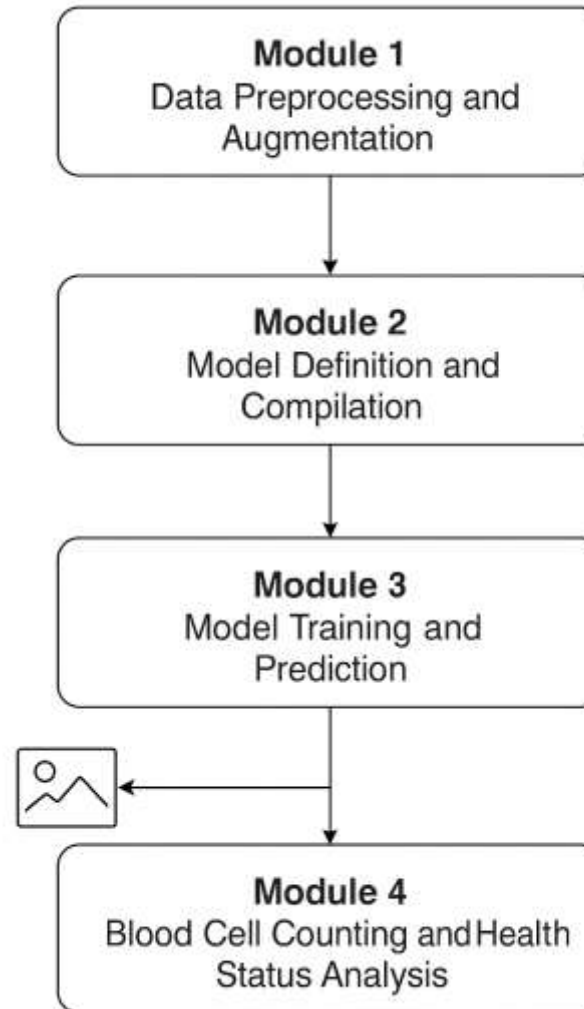 Module 1
Data Preprocessing and
Augmentation
Module 2
Model Definition and
Compilation
Module 3
Model Training and
Prediction
Module 4
Blood Cell Counting and Health
Status Analysis